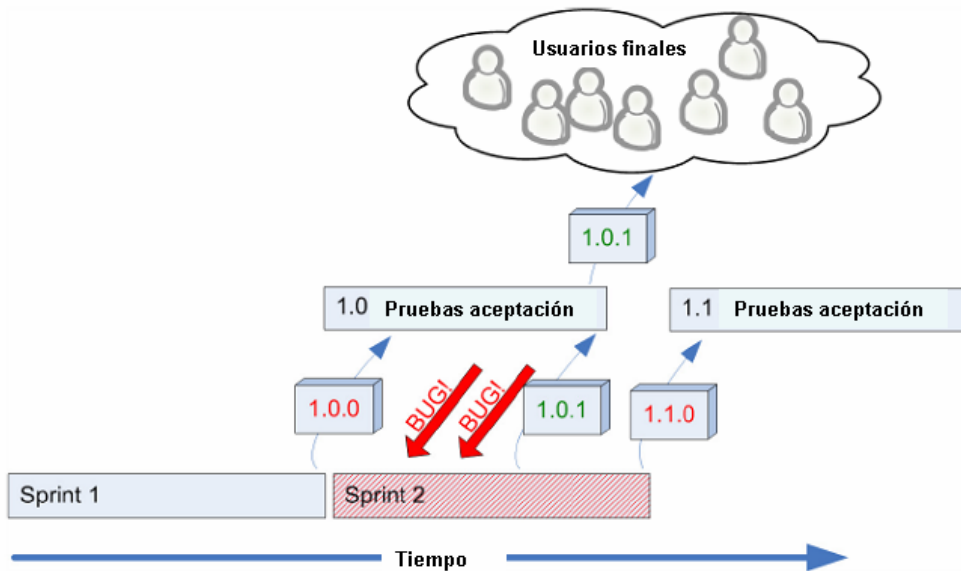 Usuarios finales
1.0.1
1.0 Pruebas aceptación
1.1 Pruebas aceptación
1.0.0
BUG!
BUG!
1.0.1
1.1.0
Sprint 1
Sprint 2
Tiempo